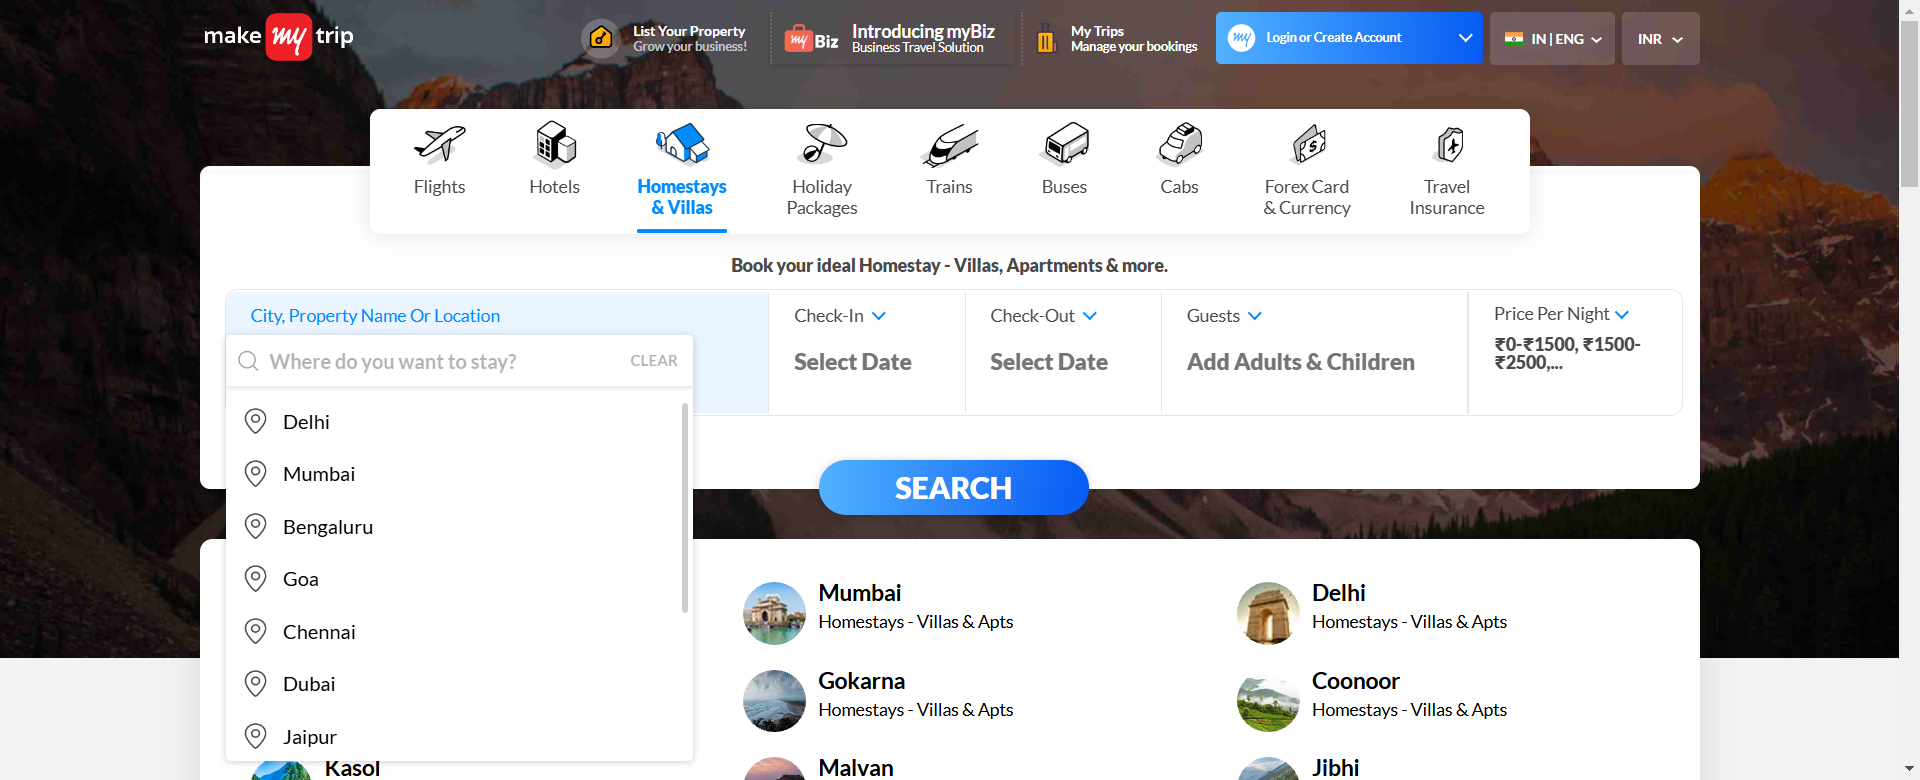 make my trip
List Your Property
Grow your business!
my Biz
Introducing myBiz
Business Travel Solution
My Trips
Manage your bookings
my
Login or Create Account
IN | ENG
INR
Flights
Hotels
Homestays
& Villas
Holiday
Packages
Trains
Buses
Cabs
Forex Card
& Currency
Travel
Insurance
Book your ideal Homestay - Villas, Apartments & more.
City, Property Name Or Location
Where do you want to stay?
CLEAR
Check-In
Select Date
Check-Out
Select Date
Guests
Add Adults & Children
Price Per Night
₹0-₹1500, ₹1500-
₹2500,...
Delhi
Mumbai
Bengaluru
Goa
Chennai
Dubai
Jaipur
SEARCH
Mumbai
Homestays - Villas & Apts
Delhi
Homestays - Villas & Apts
Gokarna
Homestays - Villas & Apts
Coonoor
Homestays - Villas & Apts
Kasol
Malvan
Jibhi